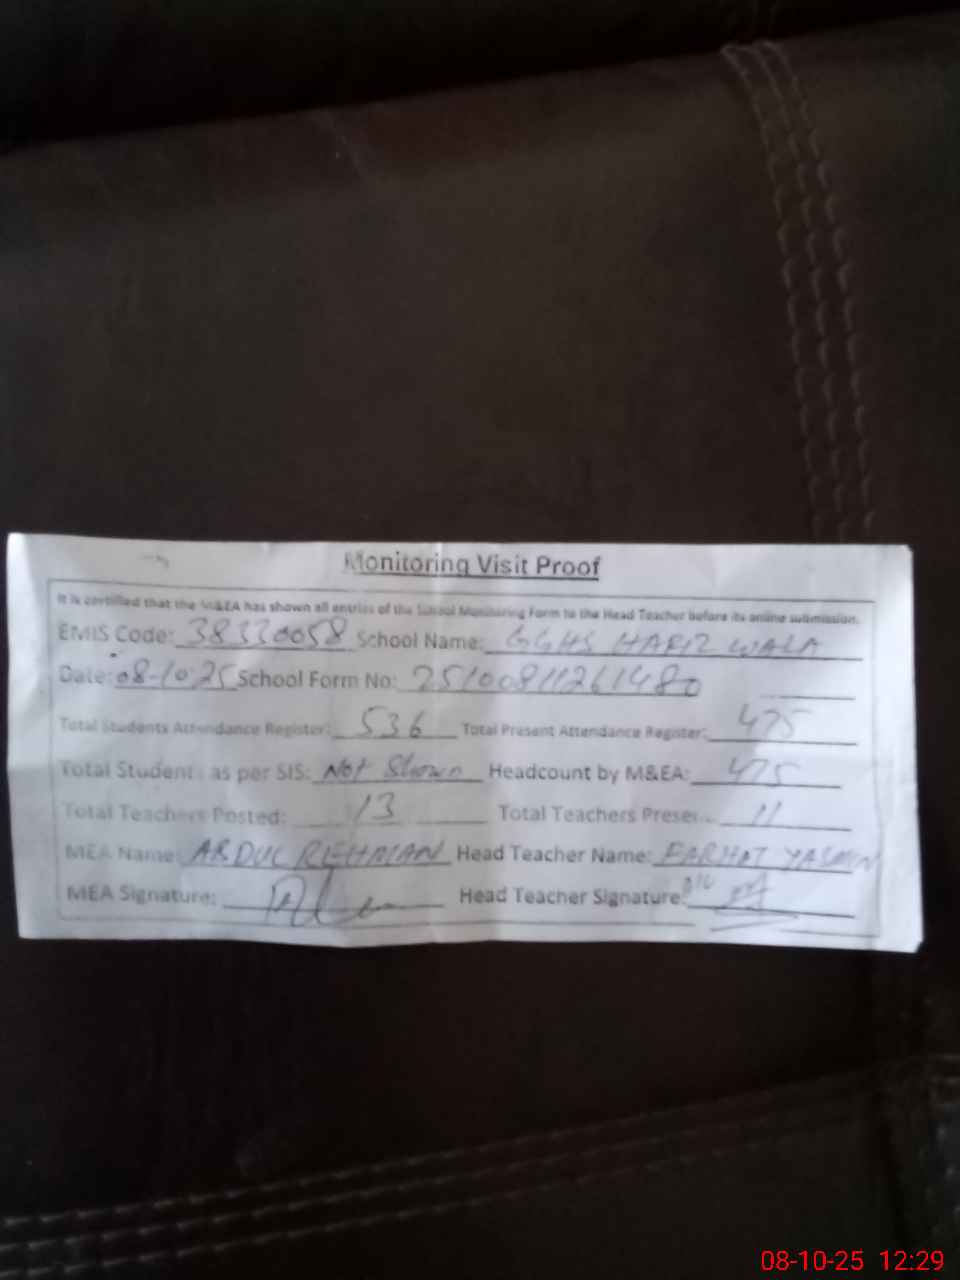 Monitoring Visit Proof
It is certified that the M&EA has shown all entries of the School Monitoring Form to the Head Teacher before its online submission.
EMIS Code: 38330058 School Name: GGHS HAFIZ WALA
Date: 08-10-25 School Form No: 25100811261480
Total Students Attendance Register: 536 Total Present Attendance Register: 475
Total Students as per SIS: Not Shown Headcount by M&EA: 475
Total Teachers Posted: 13 Total Teachers Present: 11
MEA Name: ABDUL REHMAN Head Teacher Name: FARHAT YASMIN
MEA Signature: Head Teacher Signature:
08-10-25 12:29